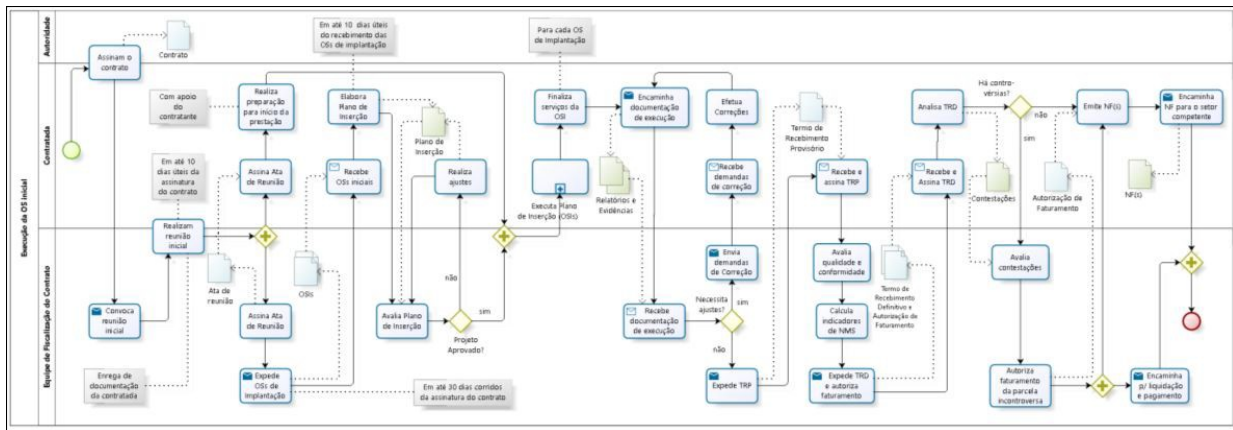 Execução da OS inicial
Autoridade
Contratada
Equipe de Fiscalização do Contrato
Assinam o
contrato
Contrato
Com apoio
do
contratante
Em até 10
dias úteis da
assinatura
do contrato
Realizam
reunião
inicial
Convoca
reunião
inicial
Enrega de
documentação
da contratada
Ata de
reunião
Realiza
preparação
para início da
prestação
Assina Ata
de Reunião
Assina Ata
de Reunião
Expede
OSs de
Implantação
Em até 30 dias corridos
da assinatura do contrato
OSIs
Em até 10 dias úteis
do recebimento das
OSs de implantação
Elabora
Plano de
Inserção
Recebe
OSs iniciais
Plano de
Inserção
Realiza
ajustes
Avalia Plano
de Inserção
não
sim
Projeto
Aprovado?
Para cada OS
de Implantação
Finaliza
serviços da
OSI
Executa Plano
de Inserção (OSIs)
Encaminha
documentação
de execução
Relatórios e
Evidências
Recebe
documentação
de execução
Necessita
ajustes?
sim
não
Efetua
Correções
Recebe
demandas
de correção
Envia
demandas
de Correção
Expede TRP
Termo de
Recebimento
Provisório
Recebe e
assina TRP
Avalia
qualidade e
conformidade
Calcula
indicadores
de NMS
Expede TRD
e autoriza
faturamento
Termo de
Recebimento
Definitivo e
Autorização de
Faturamento
Analisa TRD
Recebe e
Assina TRD
Contestações
Há contro-
vérsias?
não
sim
Avalia
contestações
Autoriza
faturamento
da parcela
incontroversa
Autorização de
Faturamento
Emite NF(s)
Encaminha
NF para o setor
competente
NF(s)
Encaminha
p/ liquidação
e pagamento